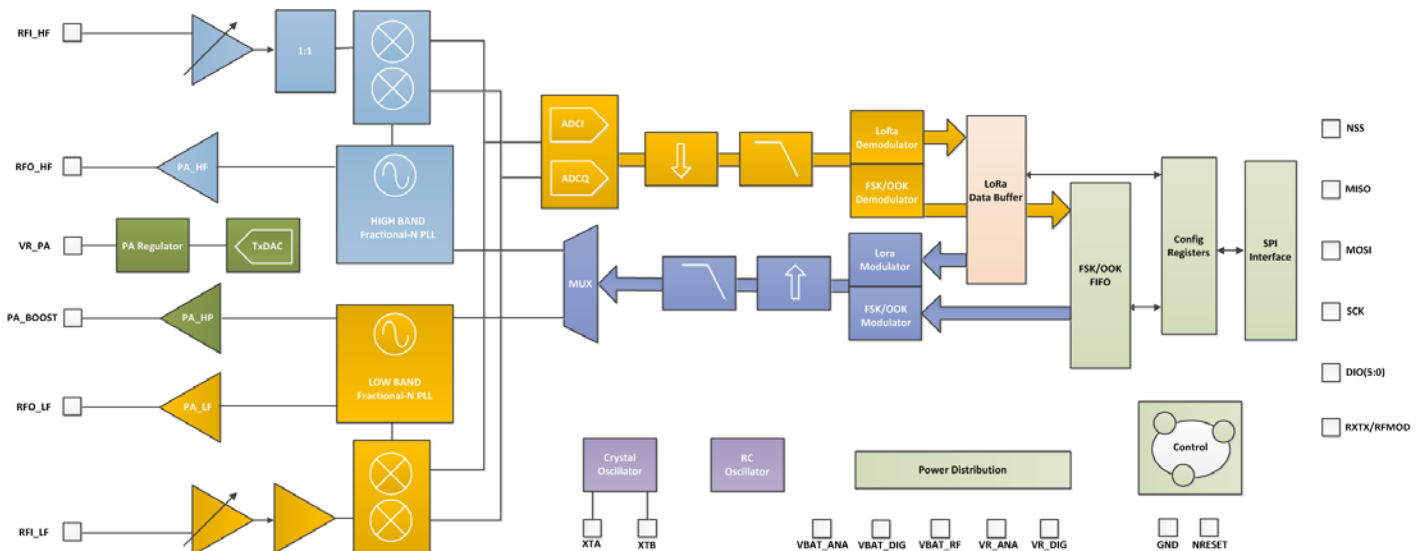 RFI_HF
1:1
RFO_HF
PA_HF
HIGH BAND
Fractional-N PLL
VR_PA
PA Regulator
TxDAC
PA_BOOST
PA_HP
RFO_LF
PA_LF
LOW BAND
Fractional-N PLL
RFI_LF
ADCI
ADCQ
LoRa
Demodulator
FSK/OOK
Demodulator
LoRa
Data Buffer
MUX
Lora
Modulator
FSK/OOK
Modulator
FSK/OOK
FIFO
Config
Registers
SPI
Interface
NSS
MISO
MOSI
SCK
DIO(5:0)
RXTX/RFMOD
Crystal
Oscillator
XTA
XTB
RC
Oscillator
Power Distribution
VBAT_ANA
VBAT_DIG
VBAT_RF
VR_ANA
VR_DIG
Control
GND
NRESET